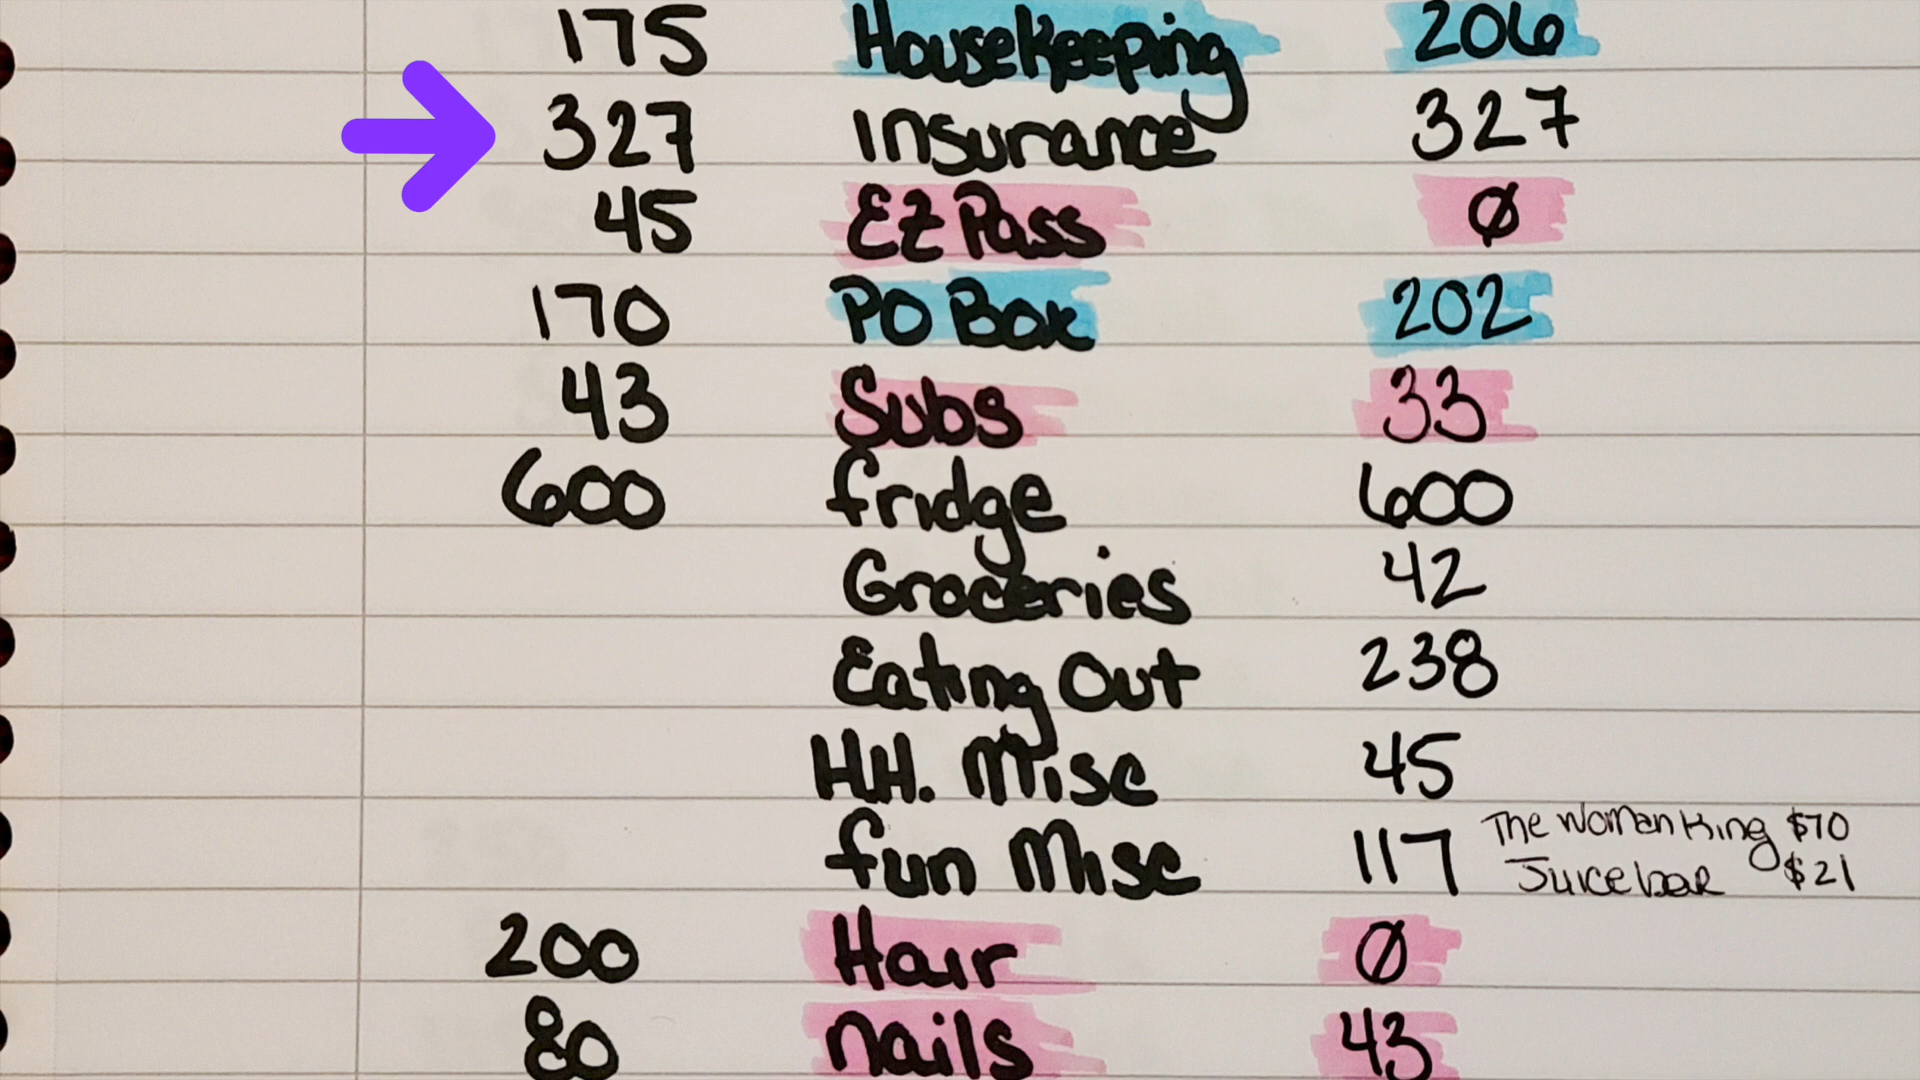 175 Housekeeping 206
327 Insurance 327
45 EZ Pass Ø
170 PO Box 202
43 Subs 33
600 fridge 600
Groceries 42
Eating Out 238
H.H. Misc 45
fun Misc 117 The Woman King $70
Juice bar $21
200 Hair Ø
80 nails 43